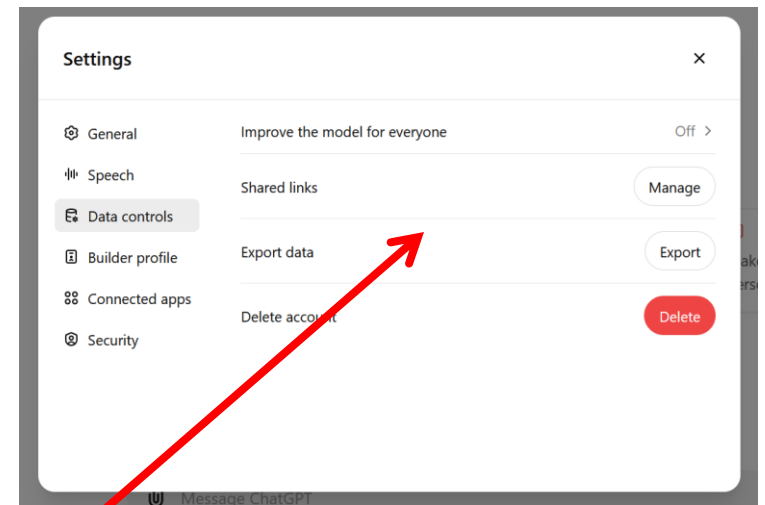 Settings
General
Speech
Data controls
Builder profile
Connected apps
Security
Improve the model for everyone Off
Shared links Manage
Export data Export
Delete account Delete
Message ChatGPT